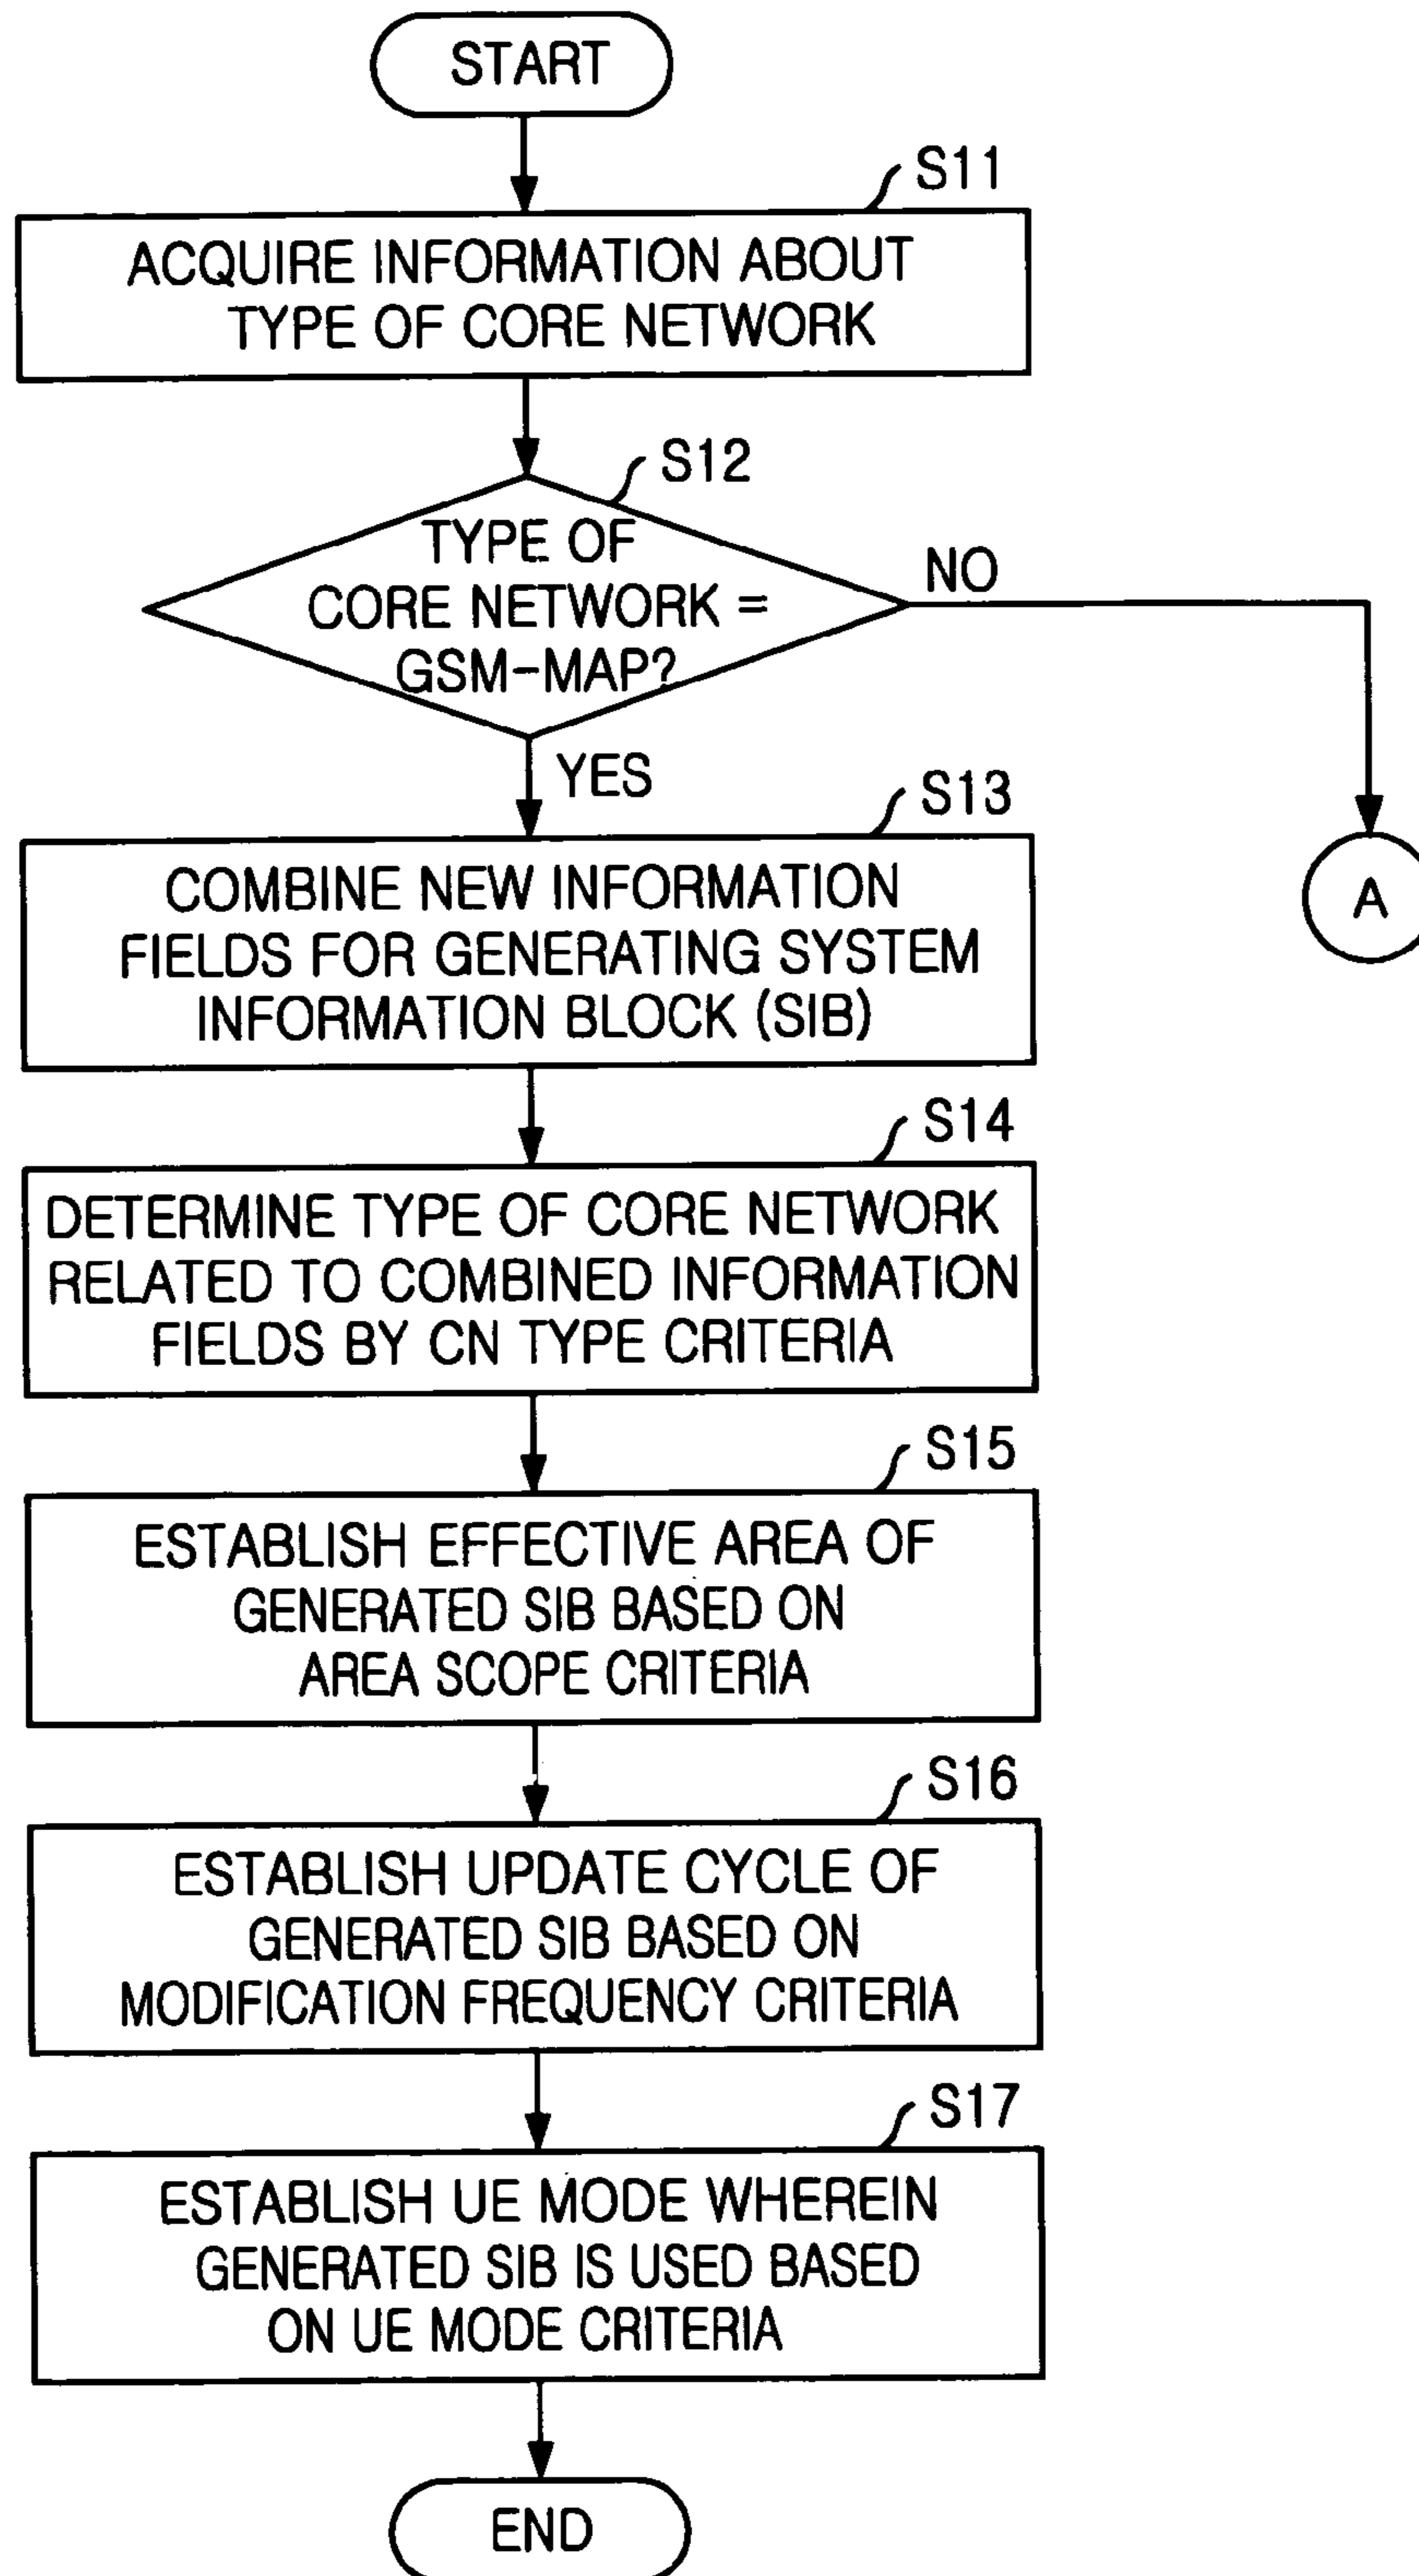 START
S11
ACQUIRE INFORMATION ABOUT
TYPE OF CORE NETWORK
S12
TYPE OF
CORE NETWORK =
GSM-MAP?
NO
YES
A
S13
COMBINE NEW INFORMATION
FIELDS FOR GENERATING SYSTEM
INFORMATION BLOCK (SIB)
S14
DETERMINE TYPE OF CORE NETWORK
RELATED TO COMBINED INFORMATION
FIELDS BY CN TYPE CRITERIA
S15
ESTABLISH EFFECTIVE AREA OF
GENERATED SIB BASED ON
AREA SCOPE CRITERIA
S16
ESTABLISH UPDATE CYCLE OF
GENERATED SIB BASED ON
MODIFICATION FREQUENCY CRITERIA
S17
ESTABLISH UE MODE WHEREIN
GENERATED SIB IS USED BASED
ON UE MODE CRITERIA
END